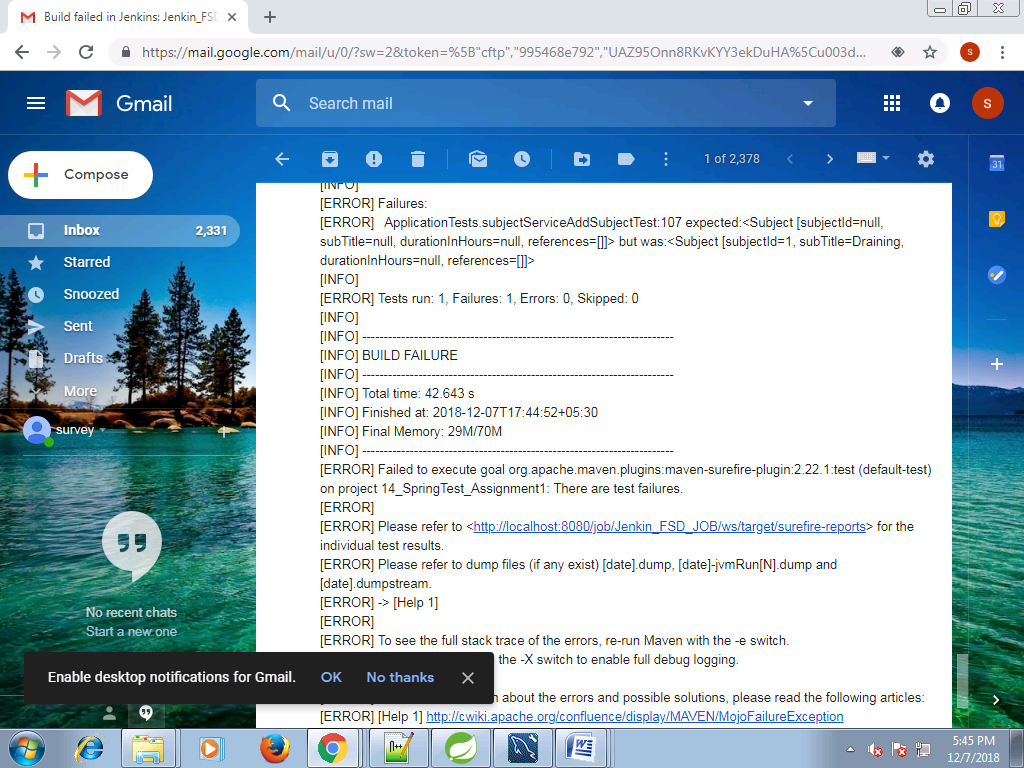 Build failed in Jenkins: Jenkin_FSD
https://mail.google.com/mail/u/0/?sw=2&token=%5B"cftp","995468e792","UAZ95Onn8RKvKYY3ekDuHA%5Cu003d...
S
Gmail
Search mail
S
Compose
1 of 2,378
31
Inbox 2,331
Starred
Snoozed
Sent
Drafts
More
survey
No recent chats
Start a new one
[INFO]
[ERROR] Failures:
[ERROR] ApplicationTests.subjectServiceAddSubjectTest:107 expected:<Subject [subjectId=null,
subTitle=null, durationInHours=null, references=[]]> but was:<Subject [subjectId=1, subTitle=Draining,
durationInHours=null, references=[]]>
[INFO]
[ERROR] Tests run: 1, Failures: 1, Errors: 0, Skipped: 0
[INFO]
[INFO] ------------------------------------------------------------------------
[INFO] BUILD FAILURE
[INFO] ------------------------------------------------------------------------
[INFO] Total time: 42.643 s
[INFO] Finished at: 2018-12-07T17:44:52+05:30
[INFO] Final Memory: 29M/70M
[INFO] ------------------------------------------------------------------------
[ERROR] Failed to execute goal org.apache.maven.plugins:maven-surefire-plugin:2.22.1:test (default-test)
on project 14_SpringTest_Assignment1: There are test failures.
[ERROR]
[ERROR] Please refer to <http://localhost:8080/job/Jenkin_FSD_JOB/ws/target/surefire-reports> for the
individual test results.
[ERROR] Please refer to dump files (if any exist) [date].dump, [date]-jvmRun[N].dump and
[date].dumpstream.
[ERROR] -> [Help 1]
[ERROR]
[ERROR] To see the full stack trace of the errors, re-run Maven with the -e switch.
the -X switch to enable full debug logging.
about the errors and possible solutions, please read the following articles:
[ERROR] [Help 1] http://cwiki.apache.org/confluence/display/MAVEN/MojoFailureException
Enable desktop notifications for Gmail. OK No thanks
5:45 PM
12/7/2018